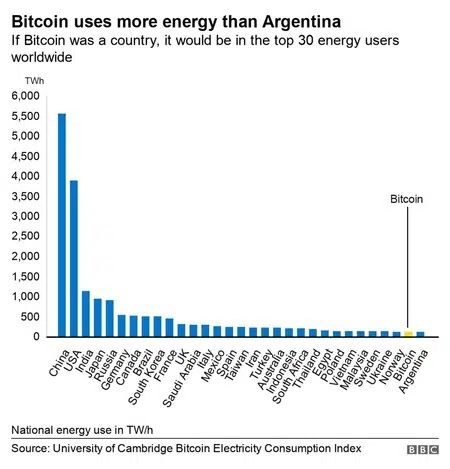 Bitcoin uses more energy than Argentina
If Bitcoin was a country, it would be in the top 30 energy users
worldwide
TWh
6,000
5,500
5,000
4,500
4,000
3,500
3,000
2,500
2,000
1,500
1,000
500
0
Bitcoin
China
USA
India
Japan
Russia
Germany
Canada
Brazil
South Korea
France
UK
Saudi Arabia
Italy
Mexico
Spain
Taiwan
Iran
Turkey
Australia
Indonesia
South Africa
Thailand
Egypt
Poland
Vietnam
Malaysia
Sweden
Ukraine
Norway
Bitcoin
Argentina
National energy use in TW/h
Source: University of Cambridge Bitcoin Electricity Consumption Index
BBC